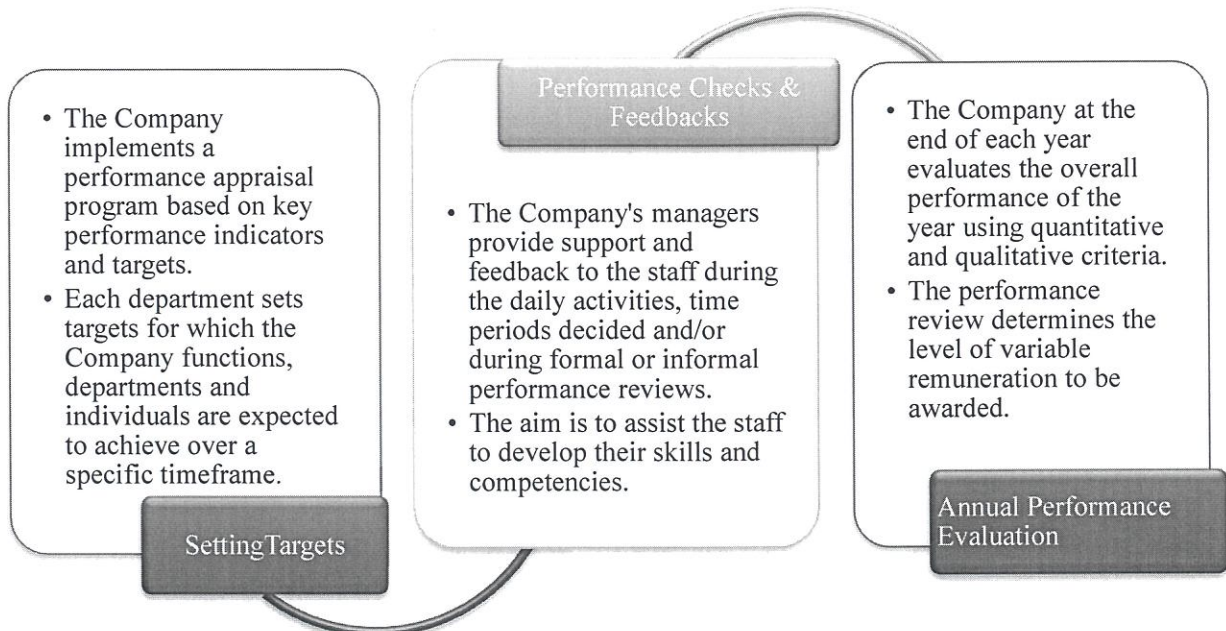 • The Company
implements a
performance appraisal
program based on key
performance indicators
and targets.
• Each department sets
targets for which the
Company functions,
departments and
individuals are expected
to achieve over a
specific timeframe.
SettingTargets
Performance Checks &
Feedbacks
• The Company's managers
provide support and
feedback to the staff during
the daily activities, time
periods decided and/or
during formal or informal
performance reviews.
• The aim is to assist the staff
to develop their skills and
competencies.
• The Company at the
end of each year
evaluates the overall
performance of the
year using quantitative
and qualitative criteria.
• The performance
review determines the
level of variable
remuneration to be
awarded.
Annual Performance
Evaluation